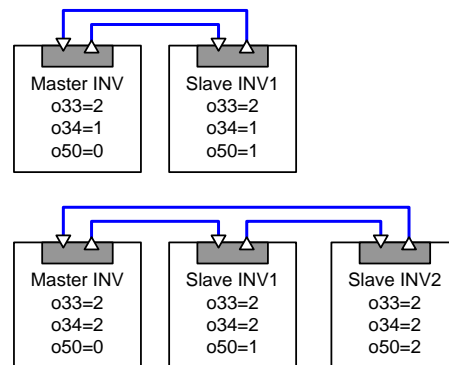 Master INV
o33=2
o34=1
o50=0
Slave INV1
o33=2
o34=1
o50=1
Master INV
o33=2
o34=2
o50=0
Slave INV1
o33=2
o34=2
o50=1
Slave INV2
o33=2
o34=2
o50=2